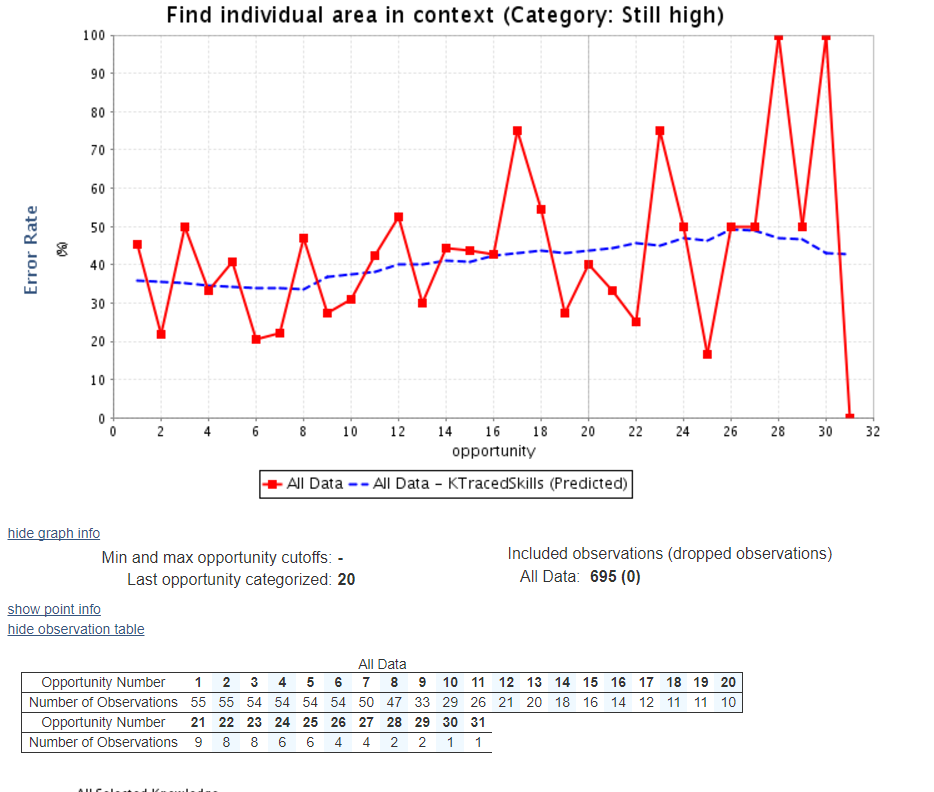 Find individual area in context (Category: Still high)
100
90
80
70
60
50
40
30
20
10
0
Error Rate
(%)
0 2 4 6 8 10 12 14 16 18 20 22 24 26 28 30 32
opportunity
All Data All Data - KTracedSkills (Predicted)
hide graph info
Min and max opportunity cutoffs: -
Last opportunity categorized: 20
Included observations (dropped observations)
All Data: 695 (0)
show point info
hide observation table
All Data
Opportunity Number 1 2 3 4 5 6 7 8 9 10 11 12 13 14 15 16 17 18 19 20
Number of Observations 55 55 54 54 54 54 50 47 33 29 26 21 20 18 16 14 12 11 11 10
Opportunity Number 21 22 23 24 25 26 27 28 29 30 31
Number of Observations 9 8 8 6 6 4 4 2 2 1 1
All Selected Knowledge